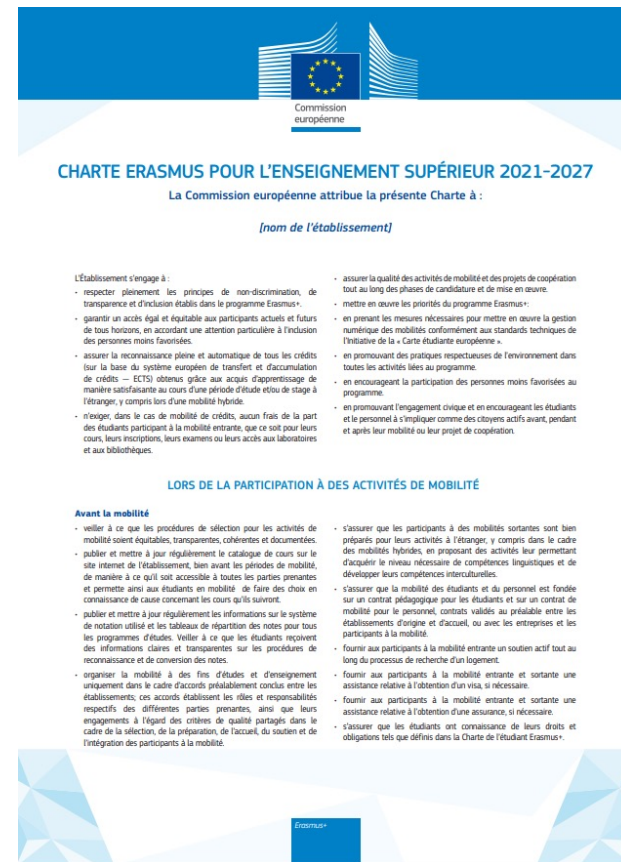 Commission
européenne
CHARTE ERASMUS POUR L'ENSEIGNEMENT SUPÉRIEUR 2021-2027
La Commission européenne attribue la présente Charte à :
[nom de l'établissement]
L'Établissement s'engage à :
• respecter pleinement les principes de non-discrimination, de
transparence et d'inclusion établis dans le programme Erasmus+.
• garantir un accès égal et équitable aux participants actuels et futurs
de tous horizons, en accordant une attention particulière à l'inclusion
des personnes moins favorisées.
• assurer la reconnaissance pleine et automatique de tous les crédits
(sur la base du système européen de transfert et d'accumulation
de crédits — ECTS) obtenus grâce aux acquis d'apprentissage de
manière satisfaisante au cours d'une période d'étude et/ou de stage à
l'étranger, y compris lors d'une mobilité hybride.
• n'exiger, dans le cas de mobilité de crédits, aucun frais de la part
des étudiants participant à la mobilité entrante, que ce soit pour leurs
cours, leurs inscriptions, leurs examens ou leurs accès aux laboratoires
et aux bibliothèques.
• assurer la qualité des activités de mobilité et des projets de coopération
tout au long des phases de candidature et de mise en œuvre.
• mettre en œuvre les priorités du programme Erasmus+:
• en prenant les mesures nécessaires pour mettre en œuvre la gestion
numérique des mobilités conformément aux standards techniques de
l'Initiative de la « Carte étudiante européenne ».
• en promouvant des pratiques respectueuses de l'environnement dans
toutes les activités liées au programme.
• en encourageant la participation des personnes moins favorisées au
programme.
• en promouvant l'engagement civique et en encourageant les étudiants
et le personnel à s'impliquer comme des citoyens actifs avant, pendant
et après leur mobilité ou leur projet de coopération.
LORS DE LA PARTICIPATION À DES ACTIVITÉS DE MOBILITÉ
Avant la mobilité
• veiller à ce que les procédures de sélection pour les activités de
mobilité soient équitables, transparentes, cohérentes et documentées.
• publier et mettre à jour régulièrement le catalogue de cours sur le
site internet de l'établissement, bien avant les périodes de mobilité,
de manière à ce qu'il soit accessible à toutes les parties prenantes
et permette ainsi aux étudiants en mobilité de faire des choix en
connaissance de cause concernant les cours qu'ils suivront.
• publier et mettre à jour régulièrement les informations sur le système
de notation utilisé et les tableaux de répartition des notes pour tous
les programmes d'études. Veiller à ce que les étudiants reçoivent
des informations claires et transparentes sur les procédures de
reconnaissance et de conversion des notes.
• organiser la mobilité à des fins d'études et d'enseignement
uniquement dans le cadre d'accords préalablement conclus entre les
établissements; ces accords établissent les rôles et responsabilités
respectifs des différentes parties prenantes, ainsi que leurs
engagements à l'égard des critères de qualité partagés dans le
cadre de la sélection, de la préparation, de l'accueil, du soutien et de
l'intégration des participants à la mobilité.
• s'assurer que les participants à des mobilités sortantes sont bien
préparés pour leurs activités à l'étranger, y compris dans le cadre
des mobilités hybrides, en proposant des activités leur permettant
d'acquérir le niveau nécessaire de compétences linguistiques et de
développer leurs compétences interculturelles.
• s'assurer que la mobilité des étudiants et du personnel est fondée
sur un contrat pédagogique pour les étudiants et sur un contrat de
mobilité pour le personnel, contrats validés au préalable entre les
établissements d'origine et d'accueil, ou avec les entreprises et les
participants à la mobilité.
• fournir aux participants à la mobilité entrante un soutien actif tout au
long du processus de recherche d'un logement.
• fournir aux participants à la mobilité entrante et sortante une
assistance relative à l'obtention d'un visa, si nécessaire.
• fournir aux participants à la mobilité entrante et sortante une
assistance relative à l'obtention d'une assurance, si nécessaire.
• s'assurer que les étudiants ont connaissance de leurs droits et
obligations tels que définis dans la Charte de l'étudiant Erasmus+.
Erasmus+